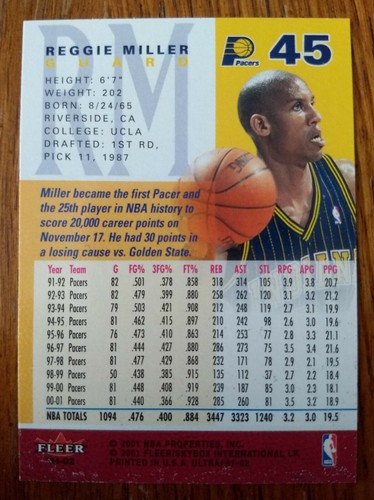 REGGIE MILLER
GUARD
RM
Pacers
45
HEIGHT: 6'7"
WEIGHT: 202
BORN: 8/24/65
RIVERSIDE, CA
COLLEGE: UCLA
DRAFTED: 1ST RD,
PICK 11, 1987
Miller became the first Pacer and
the 25th player in NBA history to
score 20,000 career points on
November 17. He had 30 points in
a losing cause vs. Golden State.
Year Team G FG% 3FG% FT% REB AST STL RPG APG PPG
91-92 Pacers 82 .501 .378 .858 318 314 105 3.9 3.8 20.7
92-93 Pacers 82 .479 .399 .880 258 262 120 3.1 3.2 21.2
93-94 Pacers 79 .503 .421 .908 212 248 119 2.7 3.1 19.9
94-95 Pacers 81 .462 .415 .897 210 242 98 2.6 3.0 19.6
95-96 Pacers 76 .473 .410 .863 214 253 77 2.8 3.3 21.1
96-97 Pacers 81 .444 .427 .880 286 273 75 3.5 3.4 21.6
97-98 Pacers 81 .477 .429 .868 232 171 78 2.9 2.1 19.5
98-99 Pacers 50 .438 .385 .915 135 112 37 2.7 2.2 18.4
99-00 Pacers 81 .448 .408 .919 239 187 85 3.0 2.3 18.1
00-01 Pacers 81 .440 .366 .928 285 260 81 3.5 3.2 18.9
NBA TOTALS 1094 .476 .400 .884 3447 3323 1240 3.2 3.0 19.5
FLEER
01-02
© 2001 NBA PROPERTIES, INC.
© 2001 FLEER/SKYBOX INTERNATIONAL LP.
PRINTED IN U.S.A. ULTRA/01-02
NBA